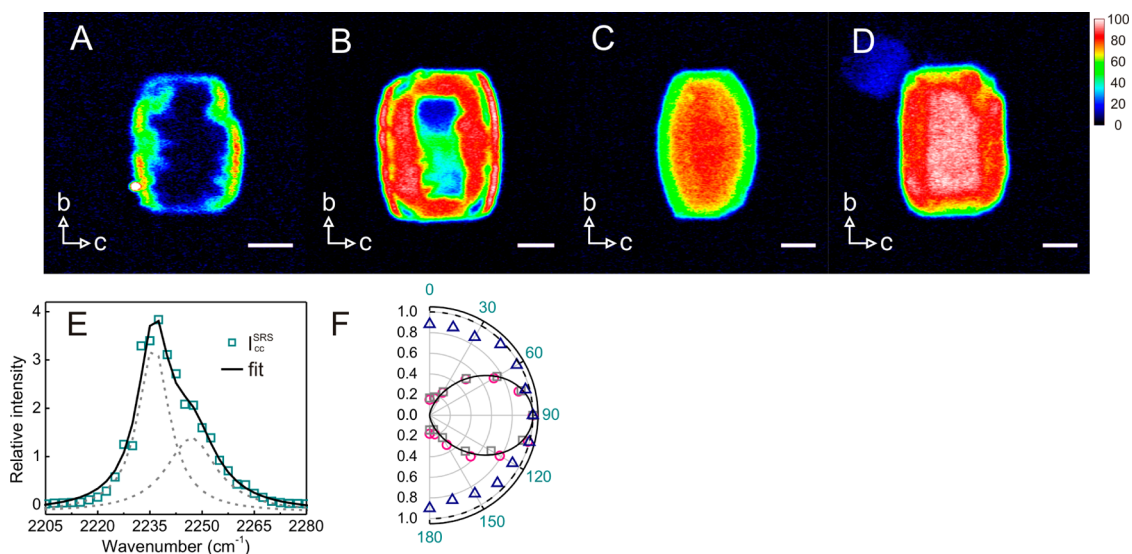 A
B
C
D
100
80
60
40
20
0
b
c
b
c
b
c
b
c
E
4
3
2
1
0
Relative intensity
I_cc^SRS
fit
2205 2220 2235 2250 2265 2280
Wavenumber (cm⁻¹)
F
0
30
60
90
120
150
180
1.0
0.8
0.6
0.4
0.2
0.0
0.2
0.4
0.6
0.8
1.0